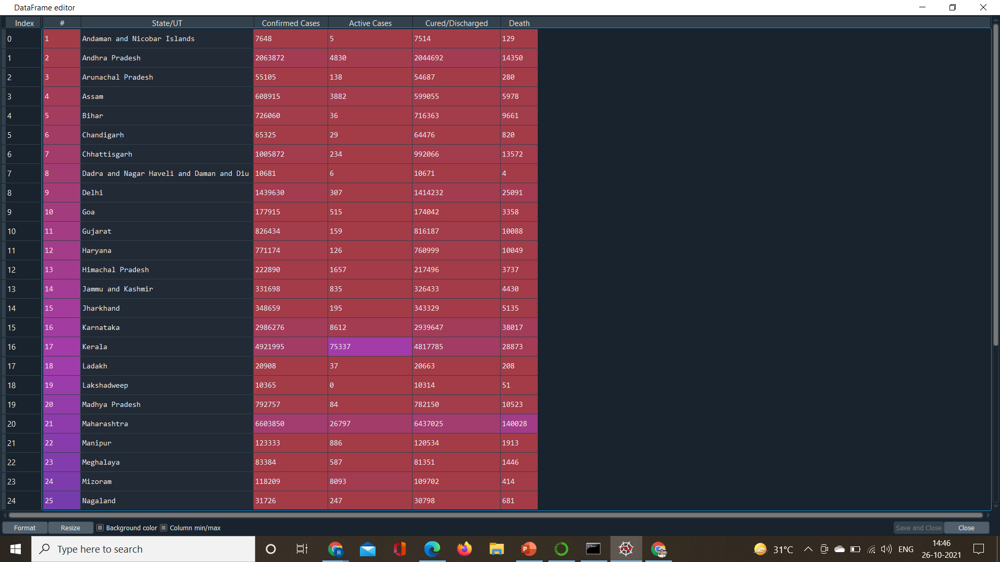 DataFrame editor
Index # State/UT Confirmed Cases Active Cases Cured/Discharged Death
0 1 Andaman and Nicobar Islands 7648 5 7514 129
1 2 Andhra Pradesh 2063872 4830 2044692 14350
2 3 Arunachal Pradesh 55105 138 54687 280
3 4 Assam 608915 3882 599055 5978
4 5 Bihar 726060 36 716363 9661
5 6 Chandigarh 65325 29 64476 820
6 7 Chhattisgarh 1005872 234 992066 13572
7 8 Dadra and Nagar Haveli and Daman and Diu 10681 6 10671 4
8 9 Delhi 1439630 307 1414232 25091
9 10 Goa 177915 515 174042 3358
10 11 Gujarat 826434 159 816187 10088
11 12 Haryana 771174 126 760999 10049
12 13 Himachal Pradesh 222890 1657 217496 3737
13 14 Jammu and Kashmir 331698 835 326433 4430
14 15 Jharkhand 348659 195 343329 5135
15 16 Karnataka 2986276 8612 2939647 38017
16 17 Kerala 4921995 75337 4817785 28873
17 18 Ladakh 20908 37 20663 208
18 19 Lakshadweep 10365 0 10314 51
19 20 Madhya Pradesh 792757 84 782150 10523
20 21 Maharashtra 6603850 26797 6437025 140028
21 22 Manipur 123333 886 120534 1913
22 23 Meghalaya 83384 587 81351 1446
23 24 Mizoram 118209 8093 109702 414
24 25 Nagaland 31726 247 30798 681
Format Resize Background color Column min/max Save and Close Close
Type here to search 31°C ENG 14:46
26-10-2021